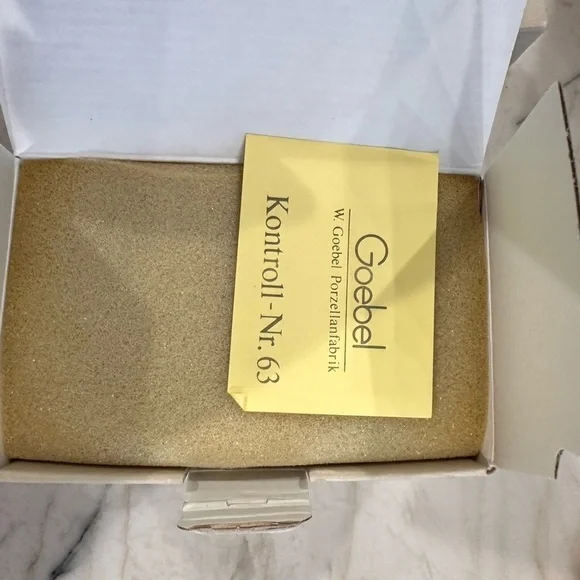 Goebel
W. Goebel Porzellanfabrik
Kontroll-Nr. 63